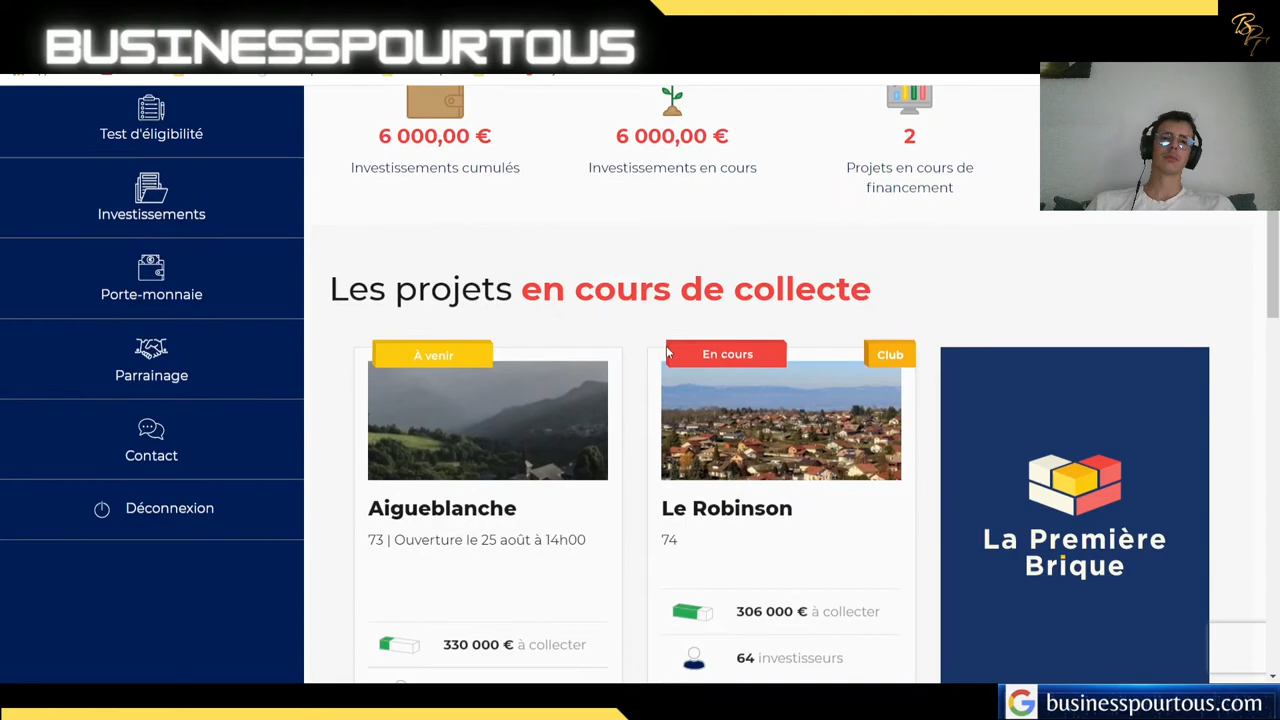 BUSINESSPOURTOUS
BPT
Test d'éligibilité
Investissements
Porte-monnaie
Parrainage
Contact
Déconnexion
6 000,00 €
Investissements cumulés
6 000,00 €
Investissements en cours
2
Projets en cours de
financement
Les projets en cours de collecte
À venir
Aigueblanche
73 | Ouverture le 25 août à 14h00
330 000 € à collecter
En cours
Club
Le Robinson
74
306 000 € à collecter
64 investisseurs
La Première
Brique
G businesspourtous.com